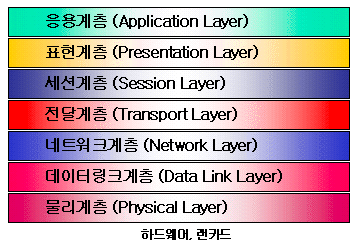 응용계층 (Application Layer)
표현계층 (Presentation Layer)
세션계층 (Session Layer)
전달계층 (Transport Layer)
네트워크계층 (Network Layer)
데이터링크계층 (Data Link Layer)
물리계층 (Physical Layer)
하드웨어, 랜카드